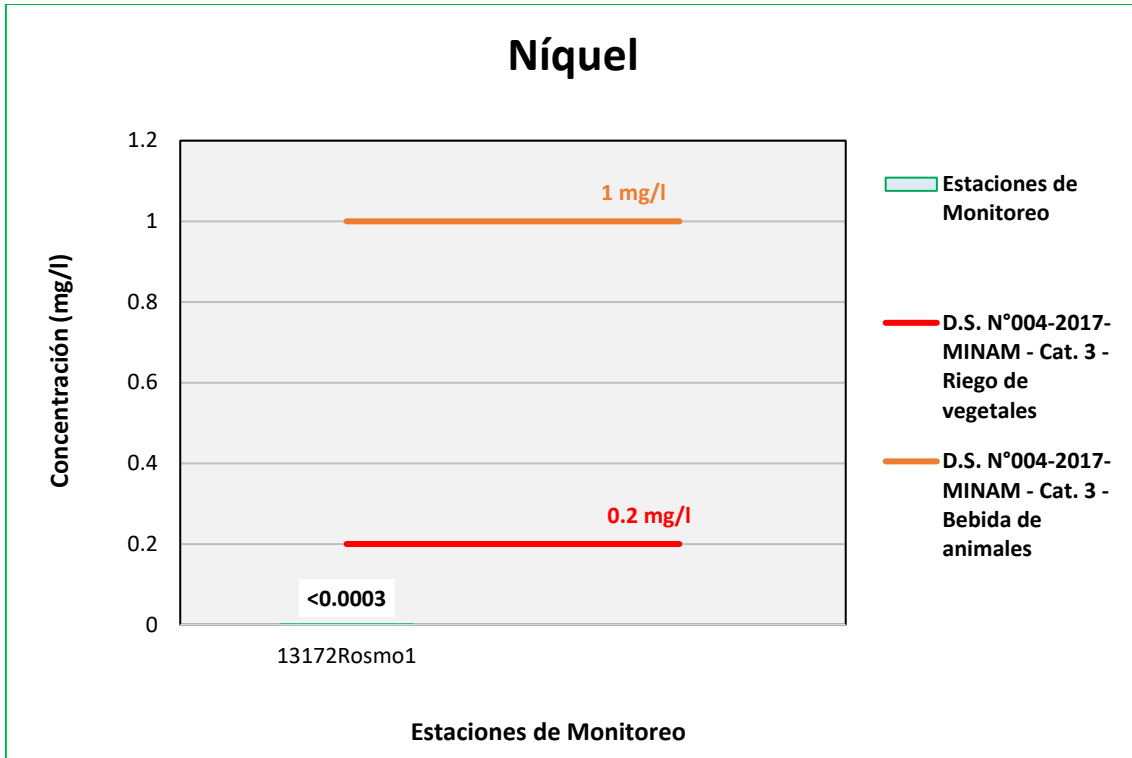 Níquel
Concentración (mg/l)
1.2
1
0.8
0.6
0.4
0.2
0
1 mg/l
0.2 mg/l
<0.0003
13172Rosmo1
Estaciones de Monitoreo
Estaciones de
Monitoreo
D.S. N°004-2017-
MINAM - Cat. 3 -
Riego de
vegetales
D.S. N°004-2017-
MINAM - Cat. 3 -
Bebida de
animales